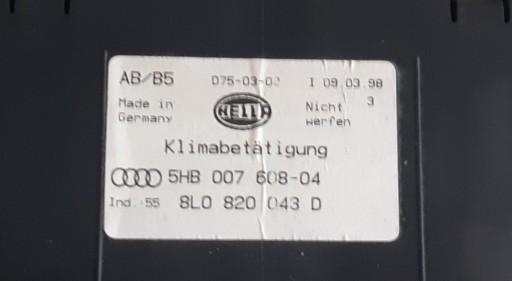 AB/B5 D75-03-02 I 09.03.98
Made in HELLA Nicht 3
Germany werfen
Klimabetätigung
5HB 007 608-04
Ind. 55 8L0 820 043 D